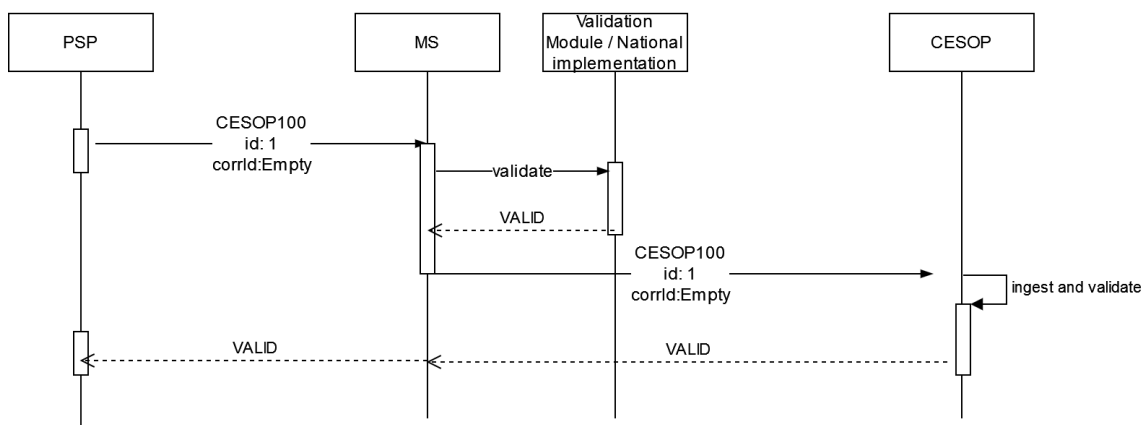 PSP
MS
Validation
Module / National
implementation
CESOP
CESOP100
id: 1
corrId:Empty
validate
VALID
CESOP100
id: 1
corrId:Empty
ingest and validate
VALID
VALID